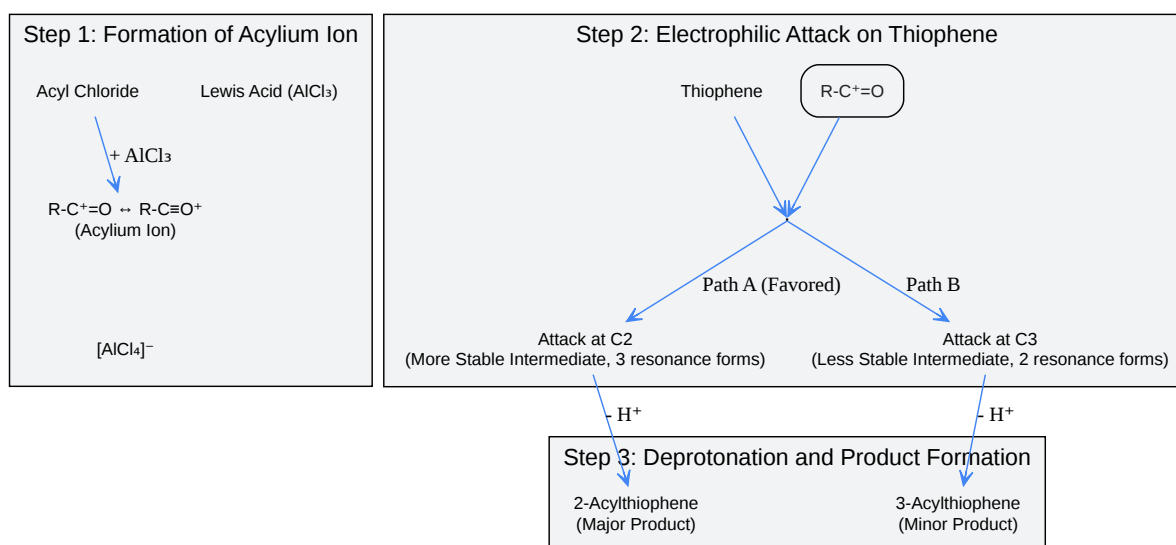 Step 1: Formation of Acylium Ion
Acyl Chloride
Lewis Acid (AlCl₃)
+ AlCl₃
R-C⁺=O ↔ R-C≡O⁺
(Acylium Ion)
[AlCl₄]⁻
Step 2: Electrophilic Attack on Thiophene
Thiophene
R-C⁺=O
Path A (Favored)
Path B
Attack at C2
(More Stable Intermediate, 3 resonance forms)
Attack at C3
(Less Stable Intermediate, 2 resonance forms)
- H⁺
- H⁺
Step 3: Deprotonation and Product Formation
2-Acylthiophene
(Major Product)
3-Acylthiophene
(Minor Product)